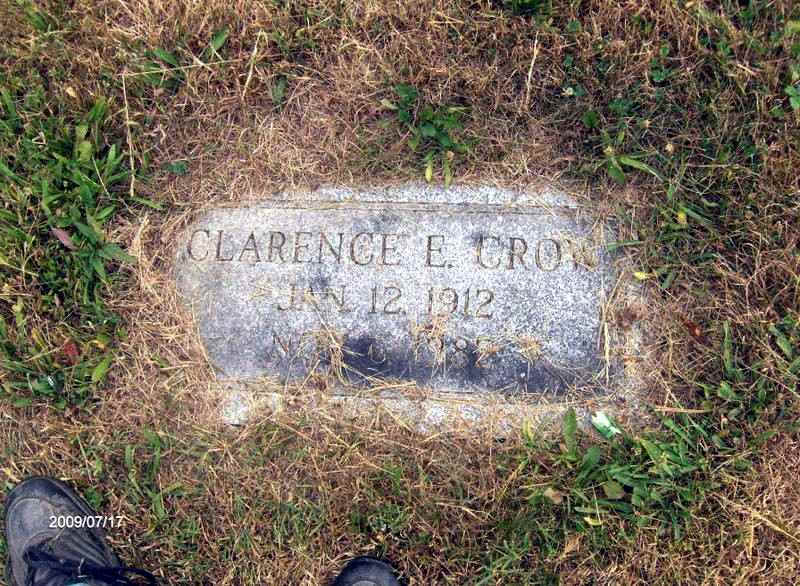 CLARENCE E. CROW
JAN. 12, 1912
2009/07/17